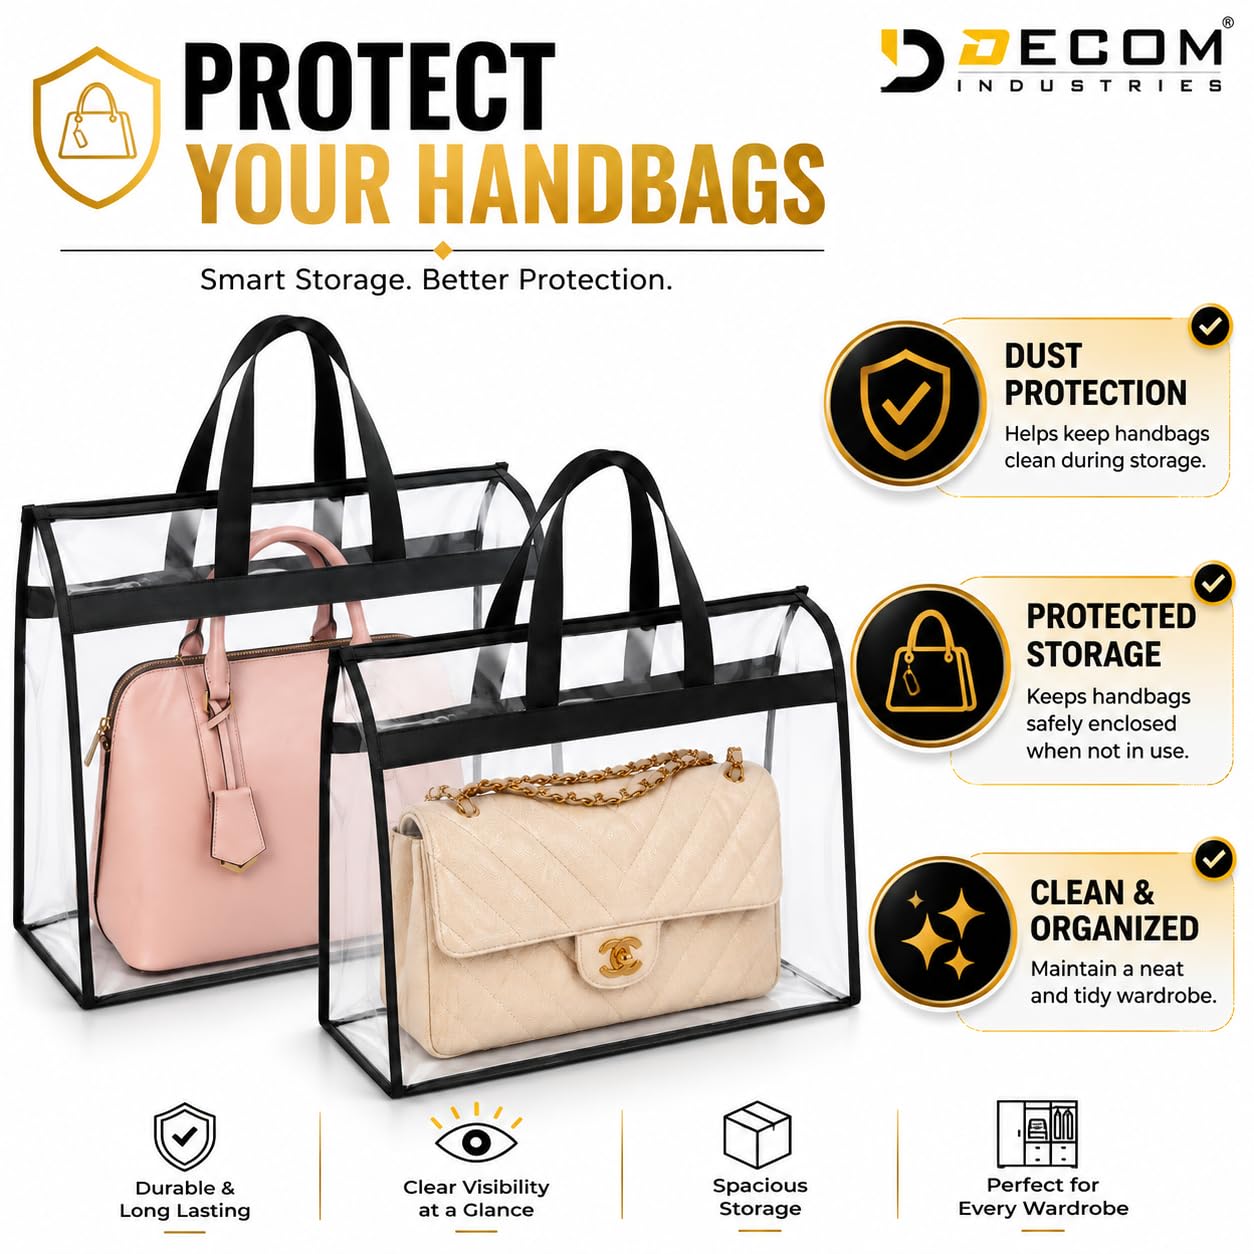 PROTECT
YOUR HANDBAGS
Smart Storage. Better Protection.
DECOM®
INDUSTRIES
DUST
PROTECTION
Helps keep handbags
clean during storage.
PROTECTED
STORAGE
Keeps handbags
safely enclosed
when not in use.
CLEAN &
ORGANIZED
Maintain a neat
and tidy wardrobe.
Durable &
Long Lasting
Clear Visibility
at a Glance
Spacious
Storage
Perfect for
Every Wardrobe